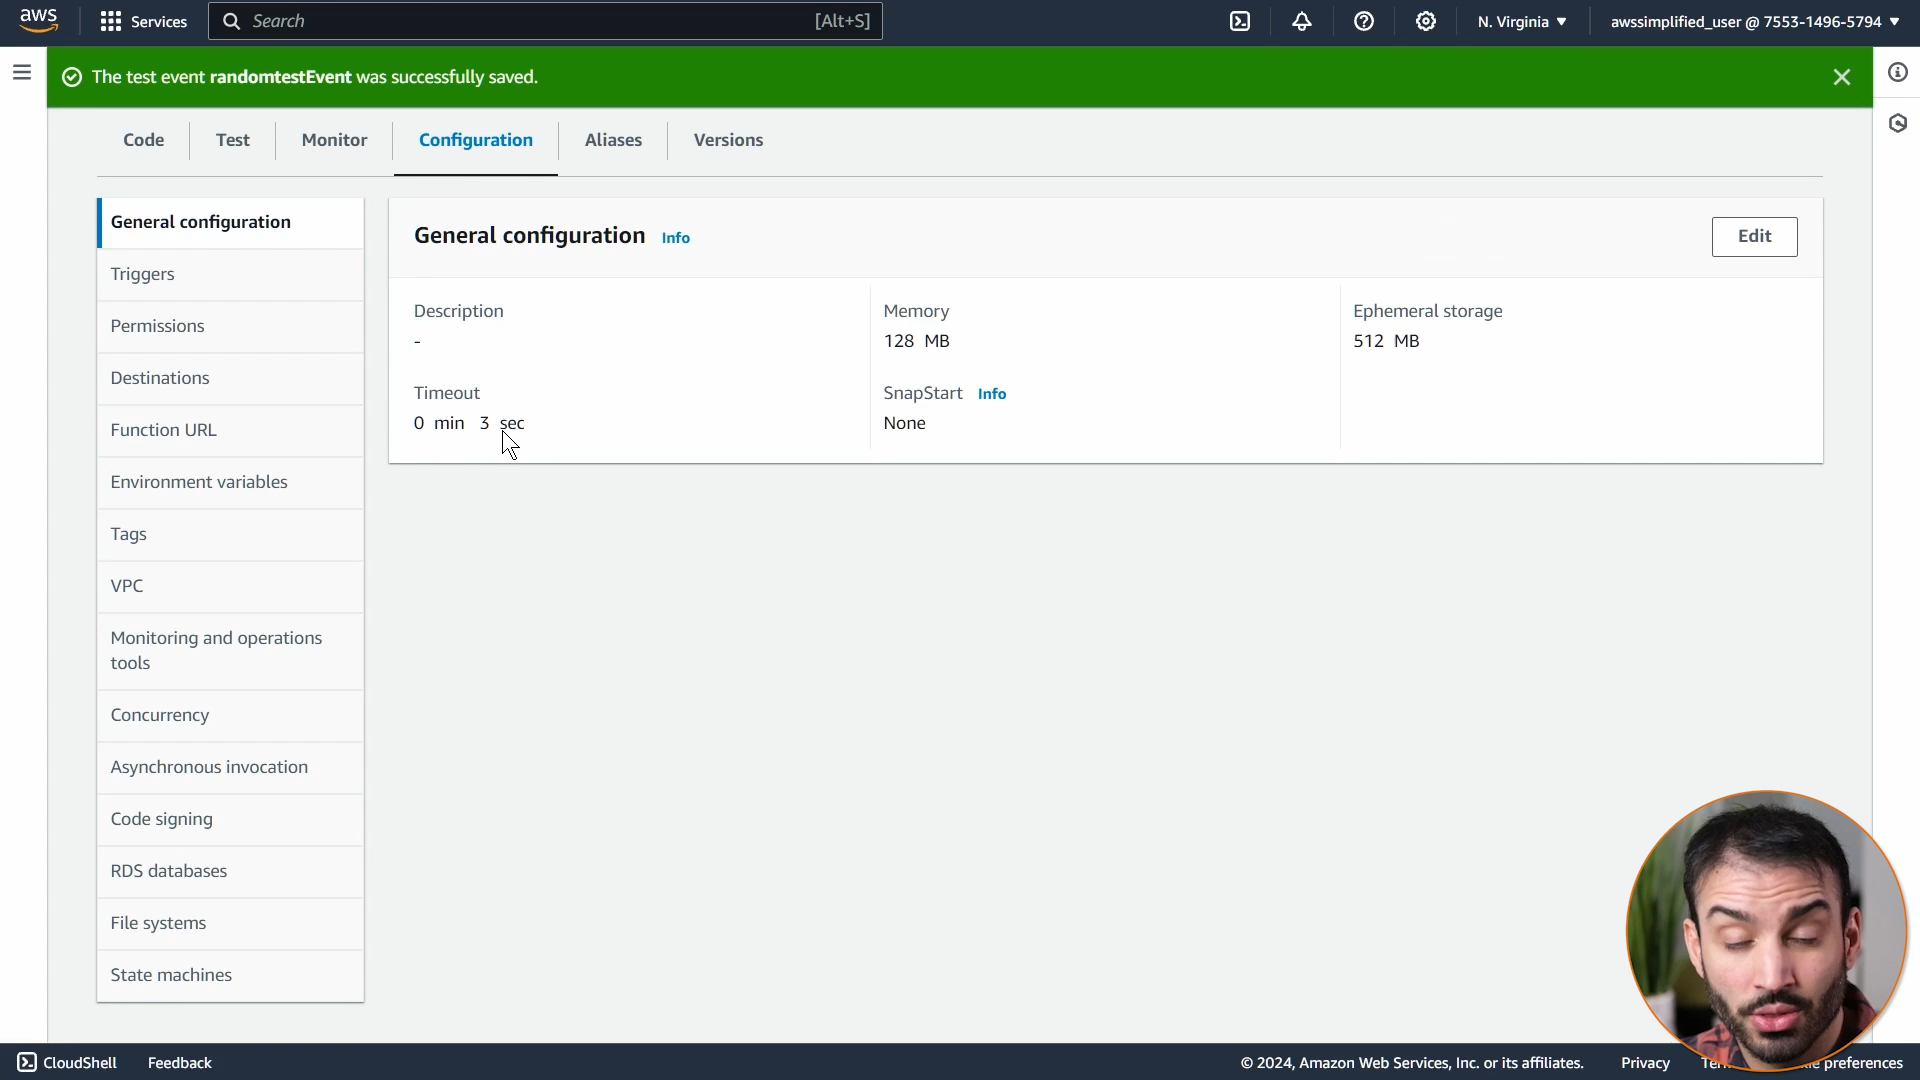 aws
Services
Search [Alt+S]
N. Virginia
awssimplified_user @ 7553-1496-5794
The test event randomtestEvent was successfully saved.
Code
Test
Monitor
Configuration
Aliases
Versions
General configuration
Triggers
Permissions
Destinations
Function URL
Environment variables
Tags
VPC
Monitoring and operations
tools
Concurrency
Asynchronous invocation
Code signing
RDS databases
File systems
State machines
General configuration Info
Edit
Description
-
Memory
128 MB
Ephemeral storage
512 MB
Timeout
0 min 3 sec
SnapStart Info
None
CloudShell
Feedback
© 2024, Amazon Web Services, Inc. or its affiliates.
Privacy
preferences